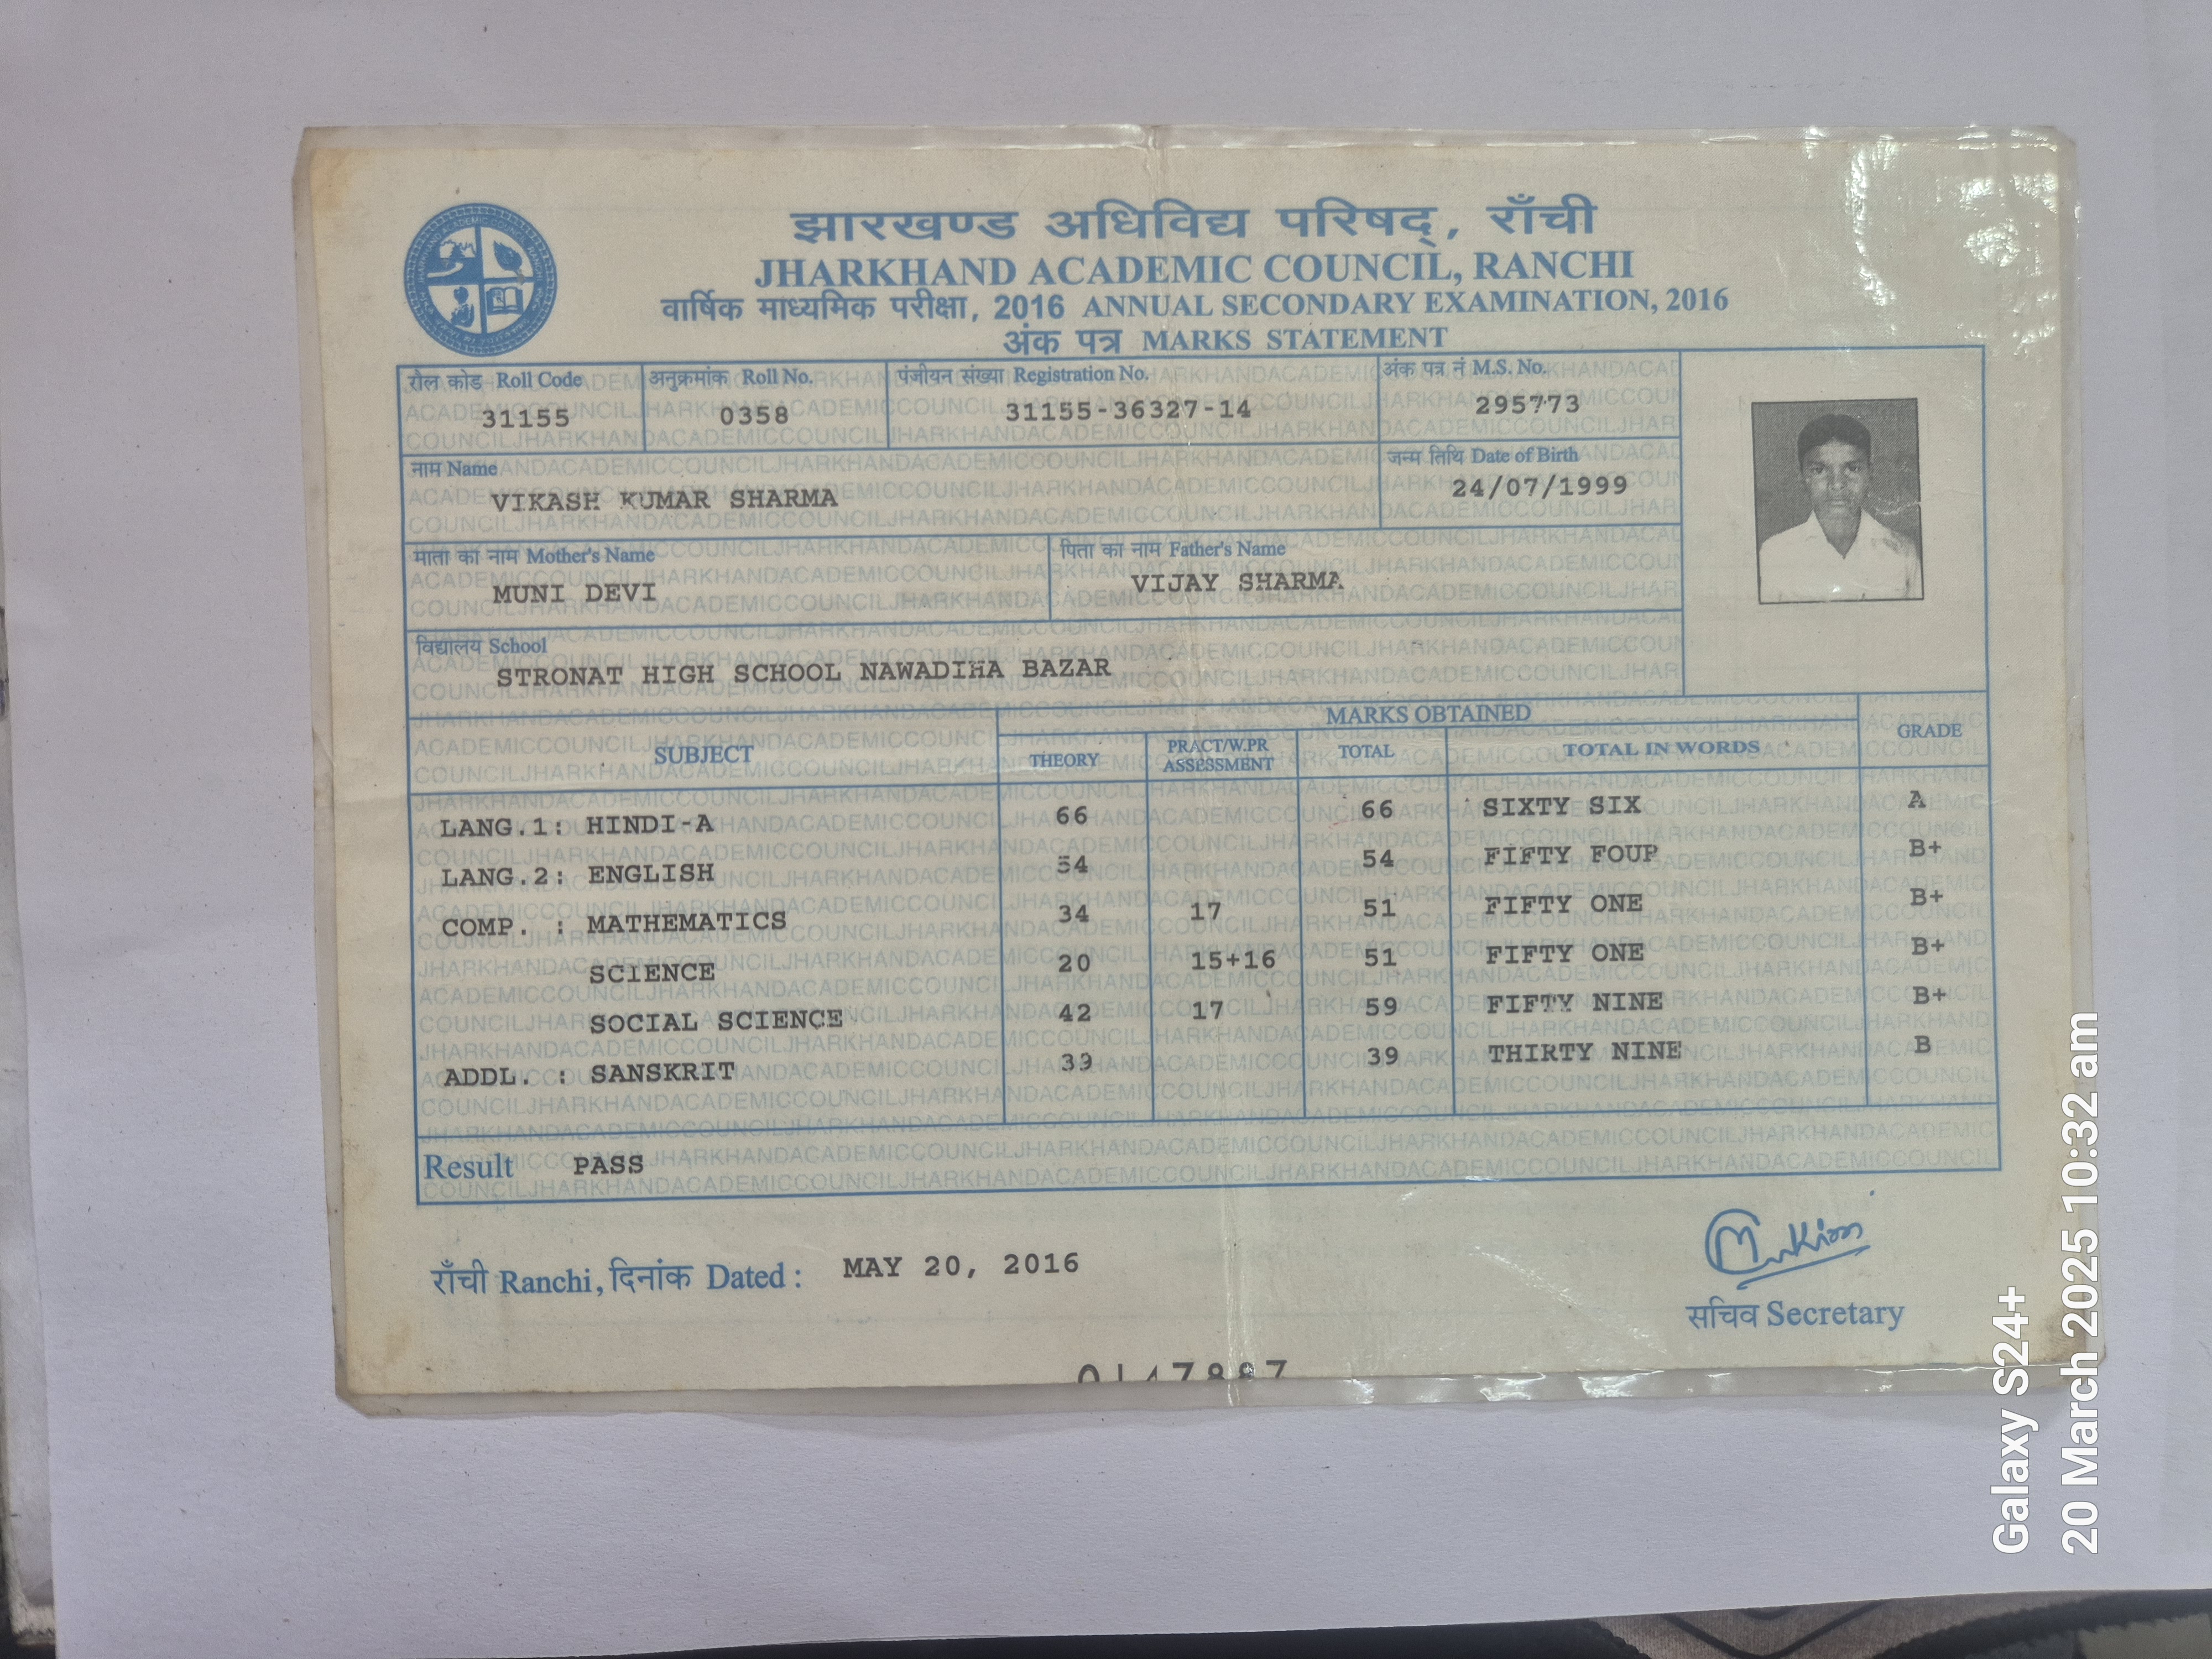 झारखण्ड अधिविद्य परिषद्, राँची
JHARKHAND ACADEMIC COUNCIL, RANCHI
वार्षिक माध्यमिक परीक्षा, 2016 ANNUAL SECONDARY EXAMINATION, 2016
अंक पत्र MARKS STATEMENT
रौल कोड Roll Code अनुक्रमांक Roll No. पंजीयन संख्या Registration No. अंक पत्र नं M.S. No.
31155 0358 31155-36327-14 295773
नाम Name जन्म तिथि Date of Birth
VIKASH KUMAR SHARMA 24/07/1999
माता का नाम Mother's Name पिता का नाम Father's Name
MUNI DEVI VIJAY SHARMA
विद्यालय School
STRONAT HIGH SCHOOL NAWADIHA BAZAR
MARKS OBTAINED
SUBJECT THEORY PRACT/W.PR ASSESSMENT TOTAL TOTAL IN WORDS GRADE
LANG.1: HINDI-A 66 66 SIXTY SIX A
LANG.2: ENGLISH 54 54 FIFTY FOUP B+
COMP. : MATHEMATICS 34 17 51 FIFTY ONE B+
SCIENCE 20 15+16 51 FIFTY ONE B+
SOCIAL SCIENCE 42 17 59 FIFTY NINE B+
ADDL. : SANSKRIT 39 39 THIRTY NINE B
Result PASS
राँची Ranchi, दिनांक Dated : MAY 20, 2016
सचिव Secretary
Galaxy S24+
20 March 2025 10:32 am